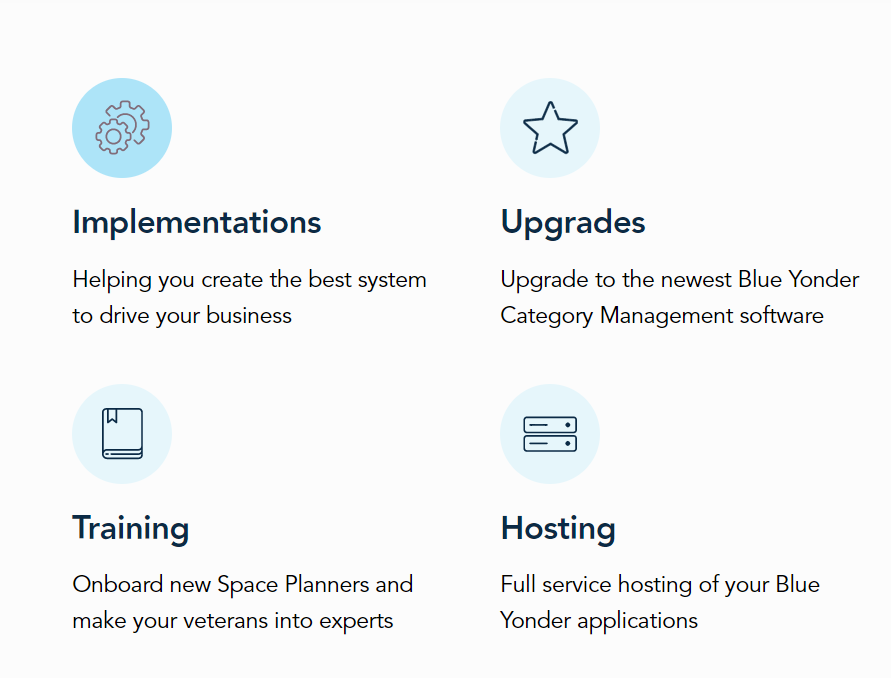 Implementations
Helping you create the best system
to drive your business
Upgrades
Upgrade to the newest Blue Yonder
Category Management software
Training
Onboard new Space Planners and
make your veterans into experts
Hosting
Full service hosting of your Blue
Yonder applications